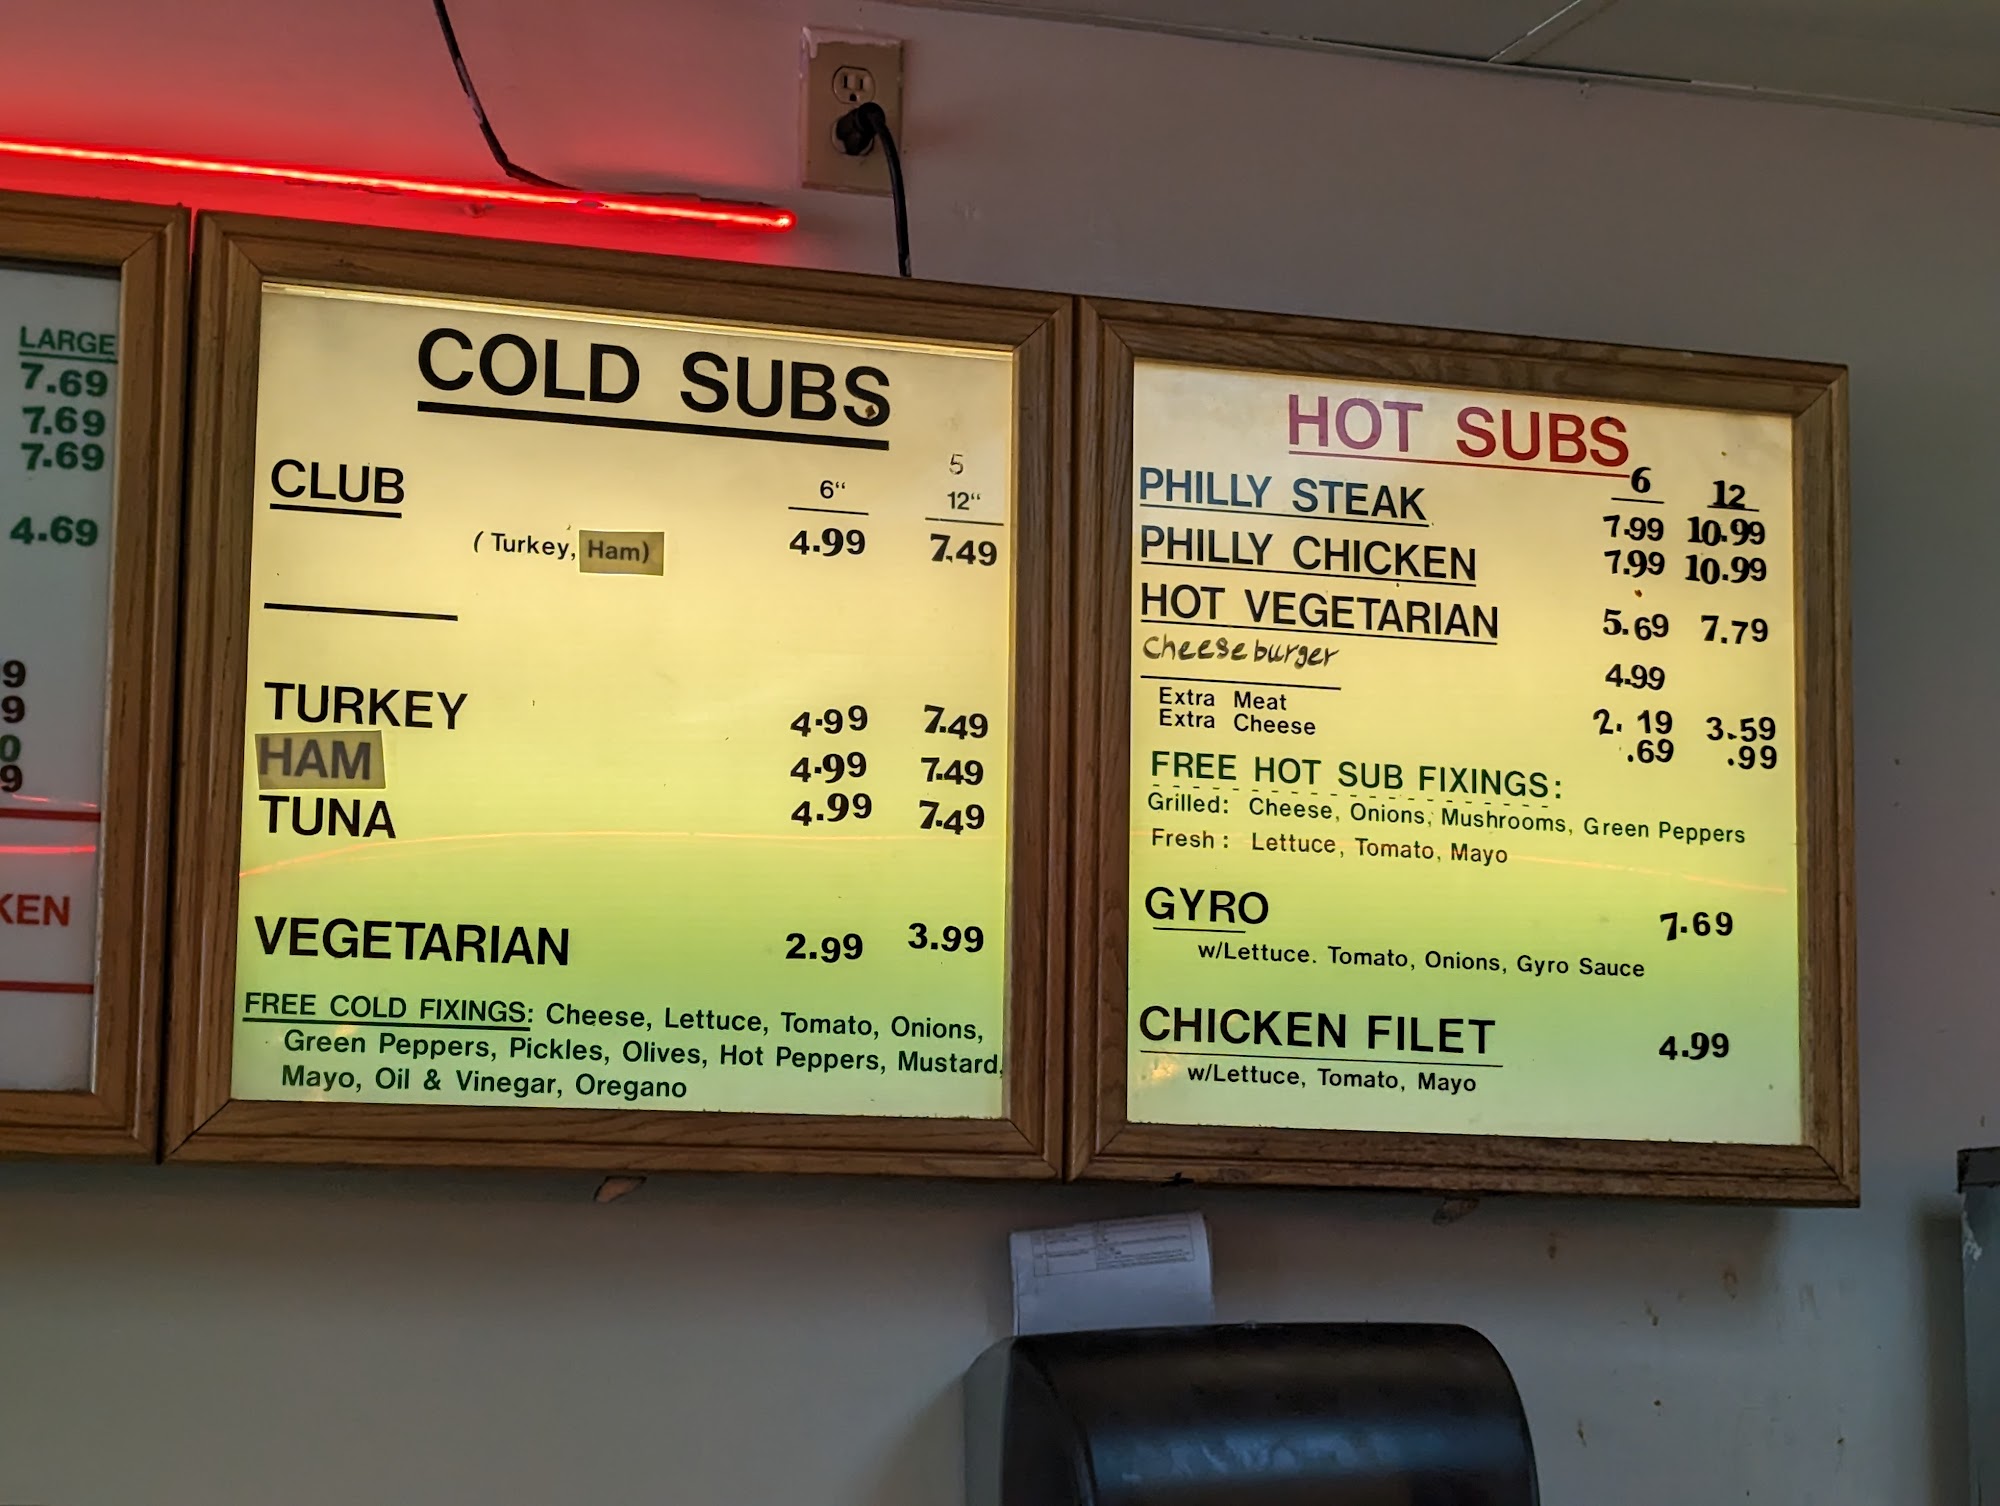 LARGE
7.69
7.69
7.69
4.69
9
9
0
9
KEN
COLD SUBS
5
CLUB 6" 12"
(Turkey, Ham) 4.99 7.49
TURKEY 4.99 7.49
HAM 4.99 7.49
TUNA 4.99 7.49
VEGETARIAN 2.99 3.99
FREE COLD FIXINGS: Cheese, Lettuce, Tomato, Onions,
Green Peppers, Pickles, Olives, Hot Peppers, Mustard,
Mayo, Oil & Vinegar, Oregano
HOT SUBS
6 12
PHILLY STEAK 7.99 10.99
PHILLY CHICKEN 7.99 10.99
HOT VEGETARIAN 5.69 7.79
Cheeseburger 4.99
Extra Meat 2.19 3.59
Extra Cheese .69 .99
FREE HOT SUB FIXINGS:
Grilled: Cheese, Onions, Mushrooms, Green Peppers
Fresh: Lettuce, Tomato, Mayo
GYRO 7.69
w/Lettuce. Tomato, Onions, Gyro Sauce
CHICKEN FILET 4.99
w/Lettuce, Tomato, Mayo